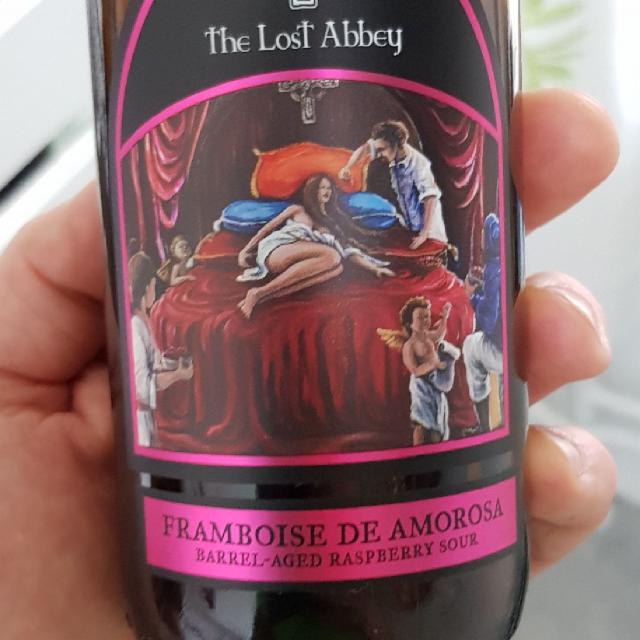 The Lost Abbey
FRAMBOISE DE AMOROSA
BARREL-AGED RASPBERRY SOUR